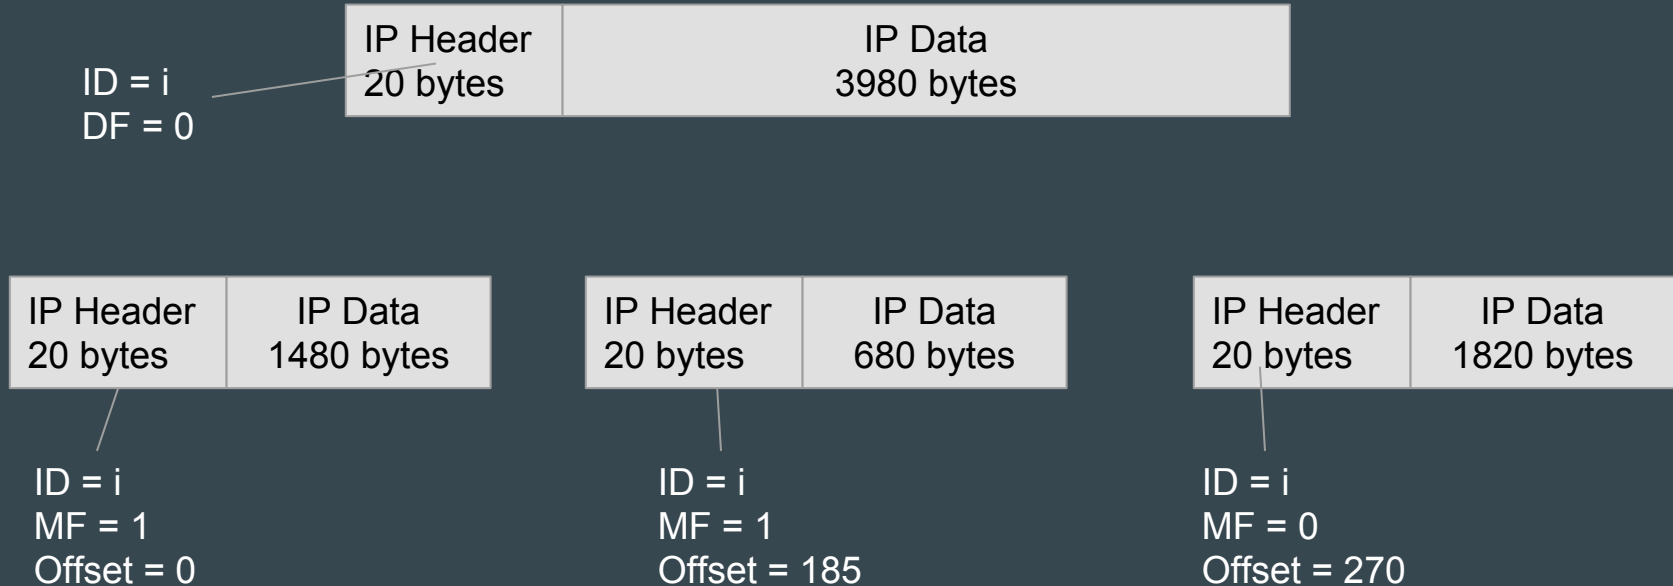 IP Header
20 bytes
IP Data
3980 bytes
ID = i
DF = 0
IP Header
20 bytes
IP Data
1480 bytes
IP Header
20 bytes
IP Data
680 bytes
IP Header
20 bytes
IP Data
1820 bytes
ID = i
MF = 1
Offset = 0
ID = i
MF = 1
Offset = 185
ID = i
MF = 0
Offset = 270